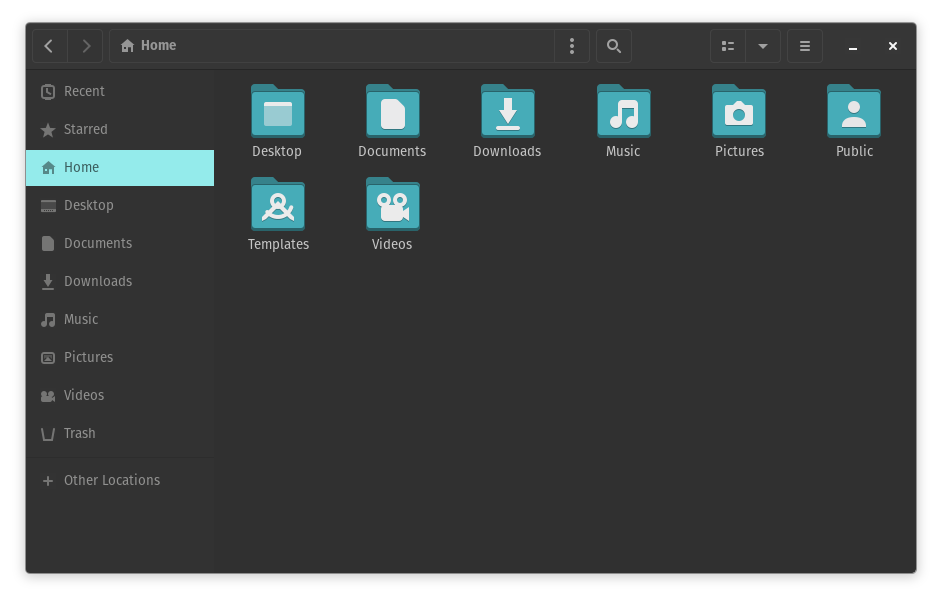 Home
Recent
Starred
Home
Desktop
Documents
Downloads
Music
Pictures
Videos
Trash
Other Locations
Desktop
Documents
Downloads
Music
Pictures
Public
Templates
Videos